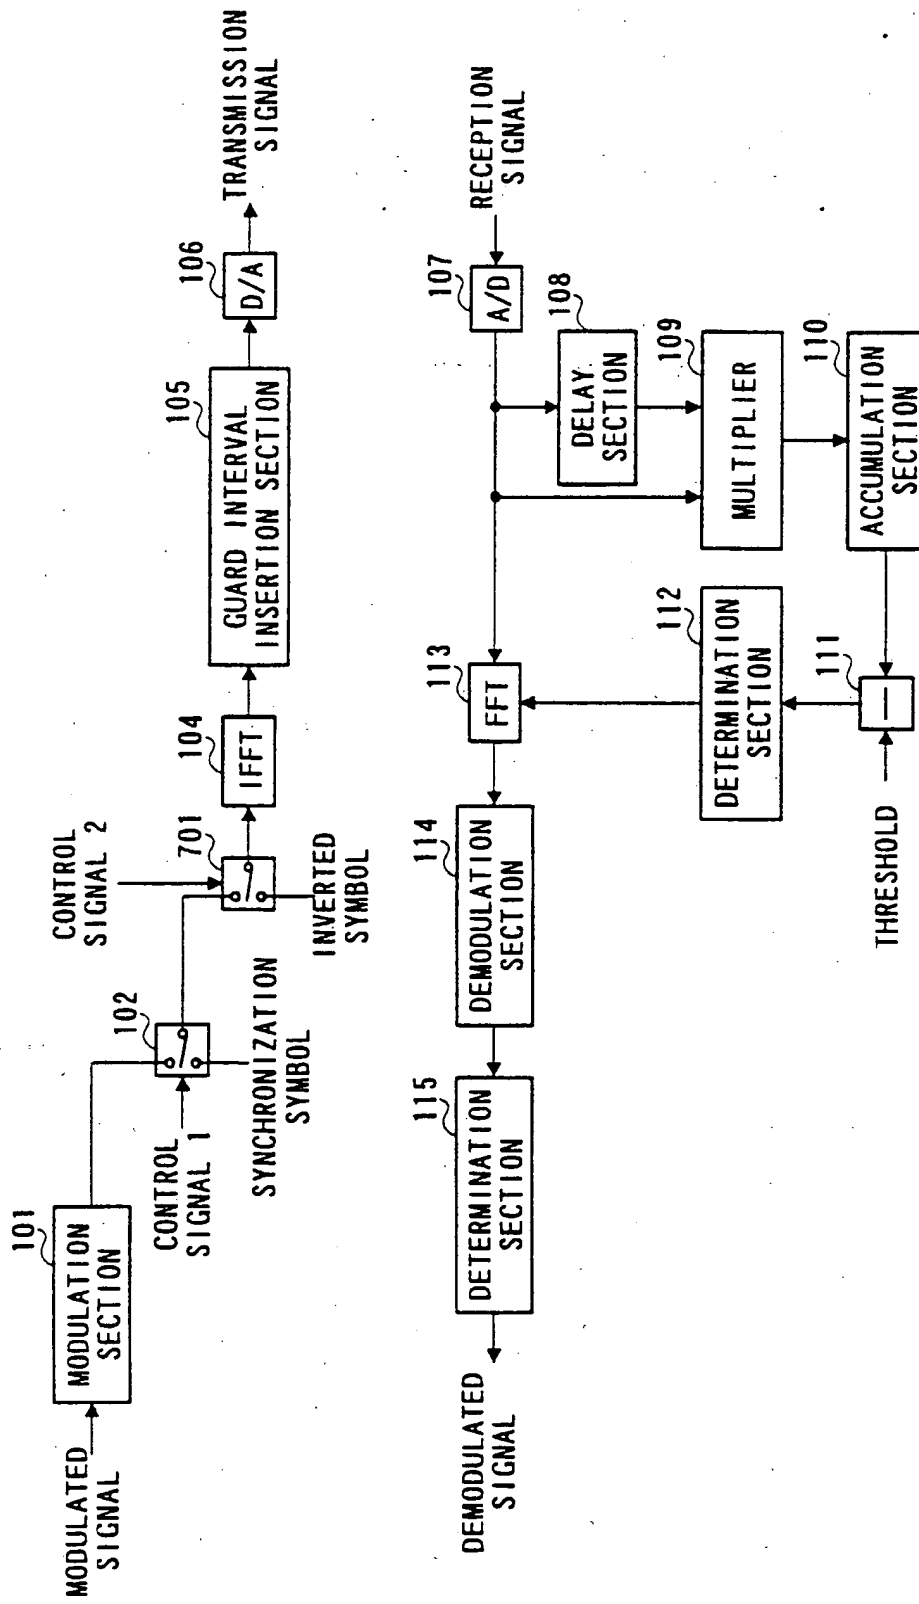 MODULATED
SIGNAL
101
MODULATION
SECTION
CONTROL
SIGNAL 1
102
SYNCHRONIZATION
SYMBOL
CONTROL
SIGNAL 2
701
INVERTED
SYMBOL
104
IFFT
105
GUARD INTERVAL
INSERTION SECTION
106
D/A
TRANSMISSION
SIGNAL
RECEPTION
SIGNAL
107
A/D
108
DELAY
SECTION
109
MULTIPLIER
110
ACCUMULATION
SECTION
111
THRESHOLD
112
DETERMINATION
SECTION
113
FFT
114
DEMODULATION
SECTION
115
DETERMINATION
SECTION
DEMODULATED
SIGNAL